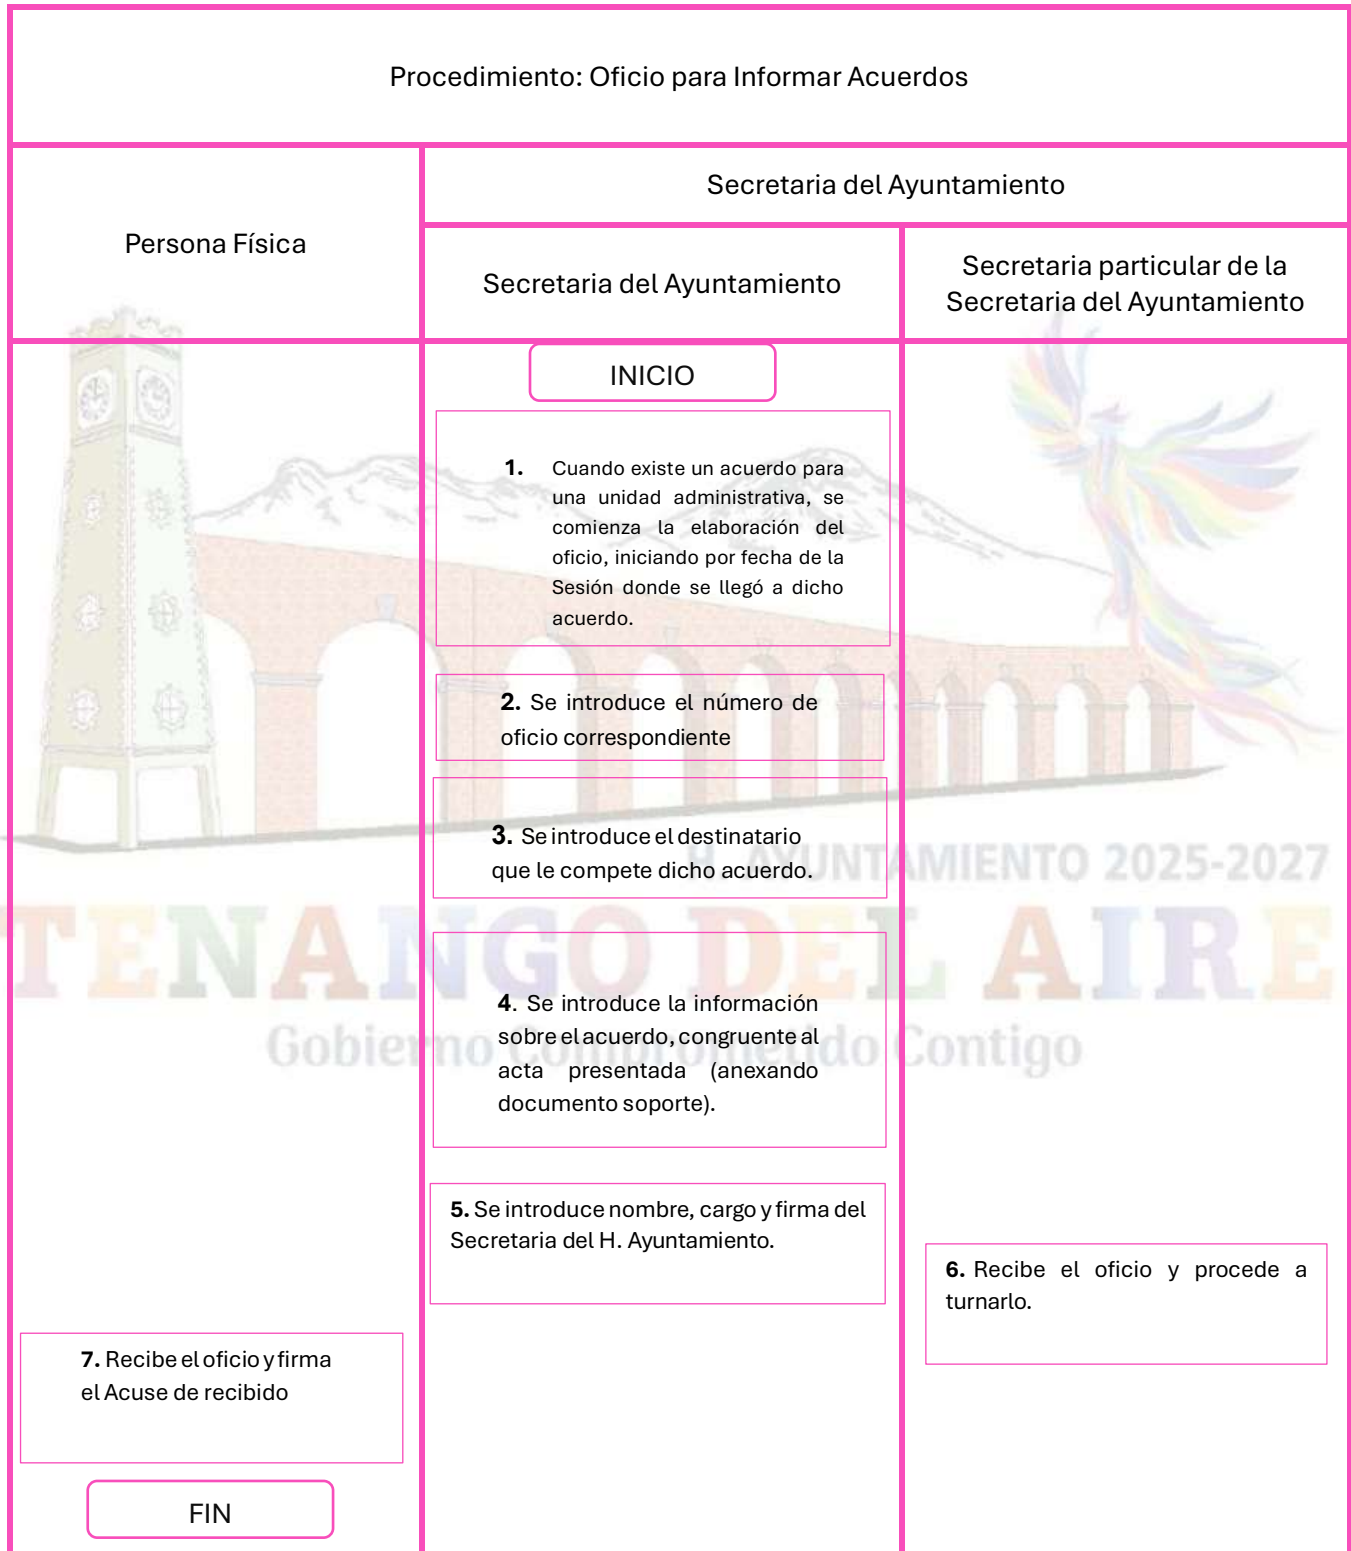 Procedimiento: Oficio para Informar Acuerdos
Persona Física
Secretaria del Ayuntamiento
Secretaria del Ayuntamiento
Secretaria particular de la
Secretaria del Ayuntamiento
INICIO
1. Cuando existe un acuerdo para
una unidad administrativa, se
comienza la elaboración del
oficio, iniciando por fecha de la
Sesión donde se llegó a dicho
acuerdo.
2. Se introduce el número de
oficio correspondiente
3. Se introduce el destinatario
que le compete dicho acuerdo.
H. AYUNTAMIENTO 2025-2027
TENANGO DEL AIRE
Gobierno Comprometido Contigo
4. Se introduce la información
sobre el acuerdo, congruente al
acta presentada (anexando
documento soporte).
5. Se introduce nombre, cargo y firma del
Secretaria del H. Ayuntamiento.
6. Recibe el oficio y procede a
turnarlo.
7. Recibe el oficio y firma
el Acuse de recibido
FIN